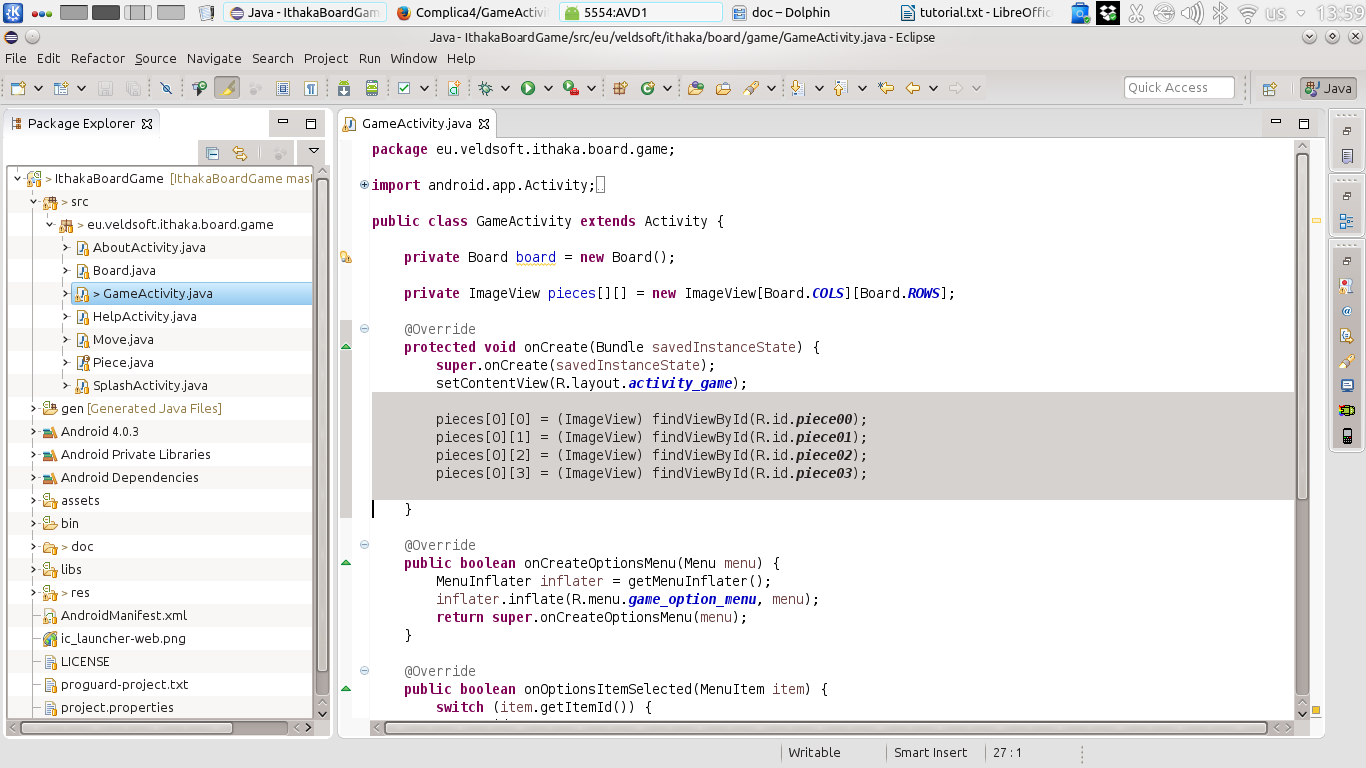 Java - IthakaBoardGam
Complica4/GameActivi
5554:AVD1
doc – Dolphin
tutorial.txt - LibreOffic
us
13:59
Java - IthakaBoardGame/src/eu/veldsoft/ithaka/board/game/GameActivity.java - Eclipse
File Edit Refactor Source Navigate Search Project Run Window Help
Quick Access
Java
Package Explorer
> IthakaBoardGame [IthakaBoardGame mast
> src
> eu.veldsoft.ithaka.board.game
AboutActivity.java
Board.java
> GameActivity.java
HelpActivity.java
Move.java
Piece.java
SplashActivity.java
gen [Generated Java Files]
Android 4.0.3
Android Private Libraries
Android Dependencies
assets
bin
> doc
libs
> res
AndroidManifest.xml
ic_launcher-web.png
LICENSE
proguard-project.txt
project.properties
GameActivity.java
package eu.veldsoft.ithaka.board.game;
import android.app.Activity;
public class GameActivity extends Activity {
private Board board = new Board();
private ImageView pieces[][] = new ImageView[Board.COLS][Board.ROWS];
@Override
protected void onCreate(Bundle savedInstanceState) {
super.onCreate(savedInstanceState);
setContentView(R.layout.activity_game);
pieces[0][0] = (ImageView) findViewById(R.id.piece00);
pieces[0][1] = (ImageView) findViewById(R.id.piece01);
pieces[0][2] = (ImageView) findViewById(R.id.piece02);
pieces[0][3] = (ImageView) findViewById(R.id.piece03);
}
@Override
public boolean onCreateOptionsMenu(Menu menu) {
MenuInflater inflater = getMenuInflater();
inflater.inflate(R.menu.game_option_menu, menu);
return super.onCreateOptionsMenu(menu);
}
@Override
public boolean onOptionsItemSelected(MenuItem item) {
switch (item.getItemId()) {
Writable
Smart Insert
27 : 1